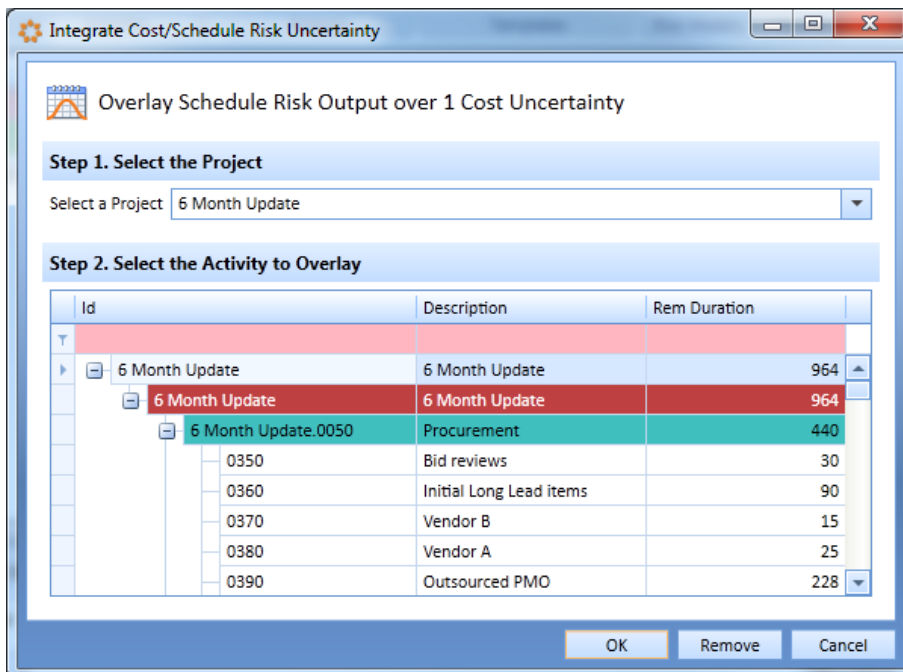 Integrate Cost/Schedule Risk Uncertainty
Overlay Schedule Risk Output over 1 Cost Uncertainty
Step 1. Select the Project
Select a Project 6 Month Update
Step 2. Select the Activity to Overlay
Id Description Rem Duration
6 Month Update 6 Month Update 964
6 Month Update 6 Month Update 964
6 Month Update.0050 Procurement 440
0350 Bid reviews 30
0360 Initial Long Lead items 90
0370 Vendor B 15
0380 Vendor A 25
0390 Outsourced PMO 228
OK Remove Cancel